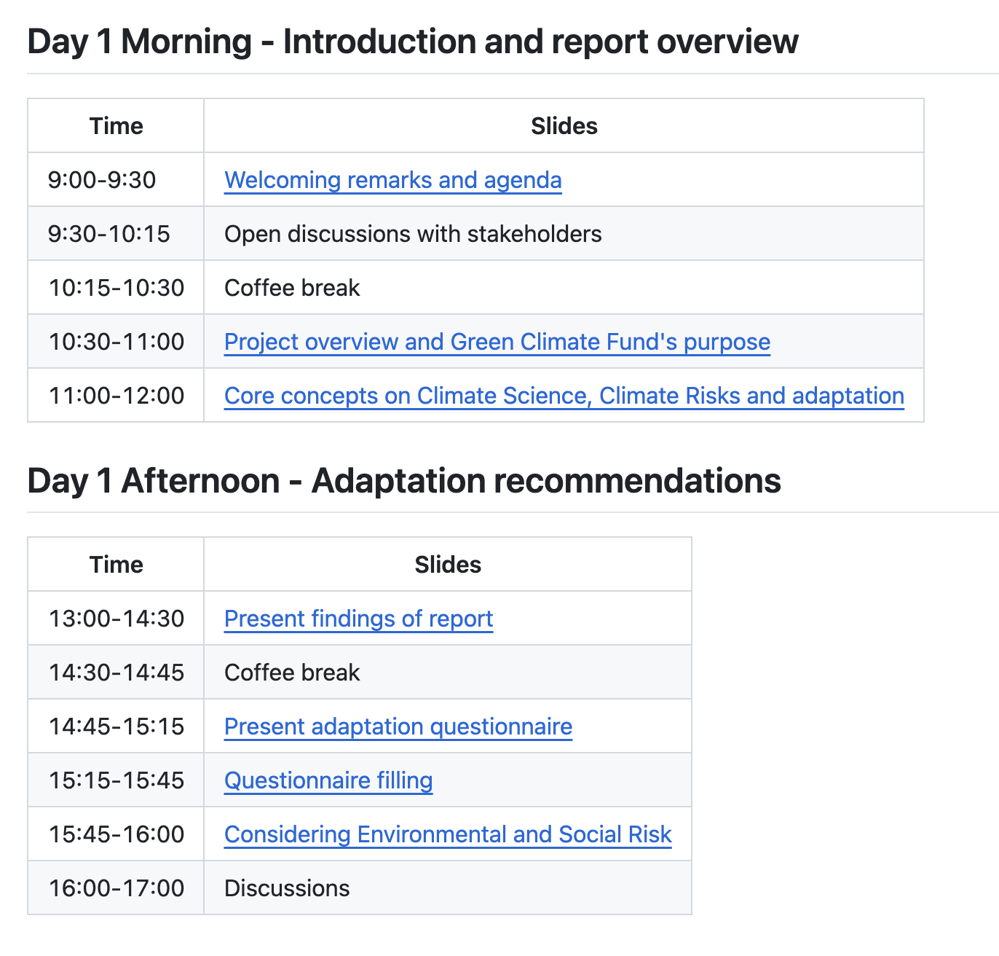 Day 1 Morning - Introduction and report overview
Time Slides
9:00-9:30 Welcoming remarks and agenda
9:30-10:15 Open discussions with stakeholders
10:15-10:30 Coffee break
10:30-11:00 Project overview and Green Climate Fund's purpose
11:00-12:00 Core concepts on Climate Science, Climate Risks and adaptation
Day 1 Afternoon - Adaptation recommendations
Time Slides
13:00-14:30 Present findings of report
14:30-14:45 Coffee break
14:45-15:15 Present adaptation questionnaire
15:15-15:45 Questionnaire filling
15:45-16:00 Considering Environmental and Social Risk
16:00-17:00 Discussions